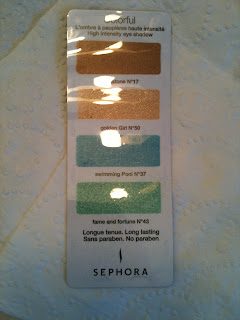 colorful
L'ombre à paupières haute intensité
High intensity eye shadow
N°17
golden Girl N°50
swimming Pool N°37
fame and fortune N°43
Longue tenue. Long lasting
Sans paraben. No paraben
SEPHORA